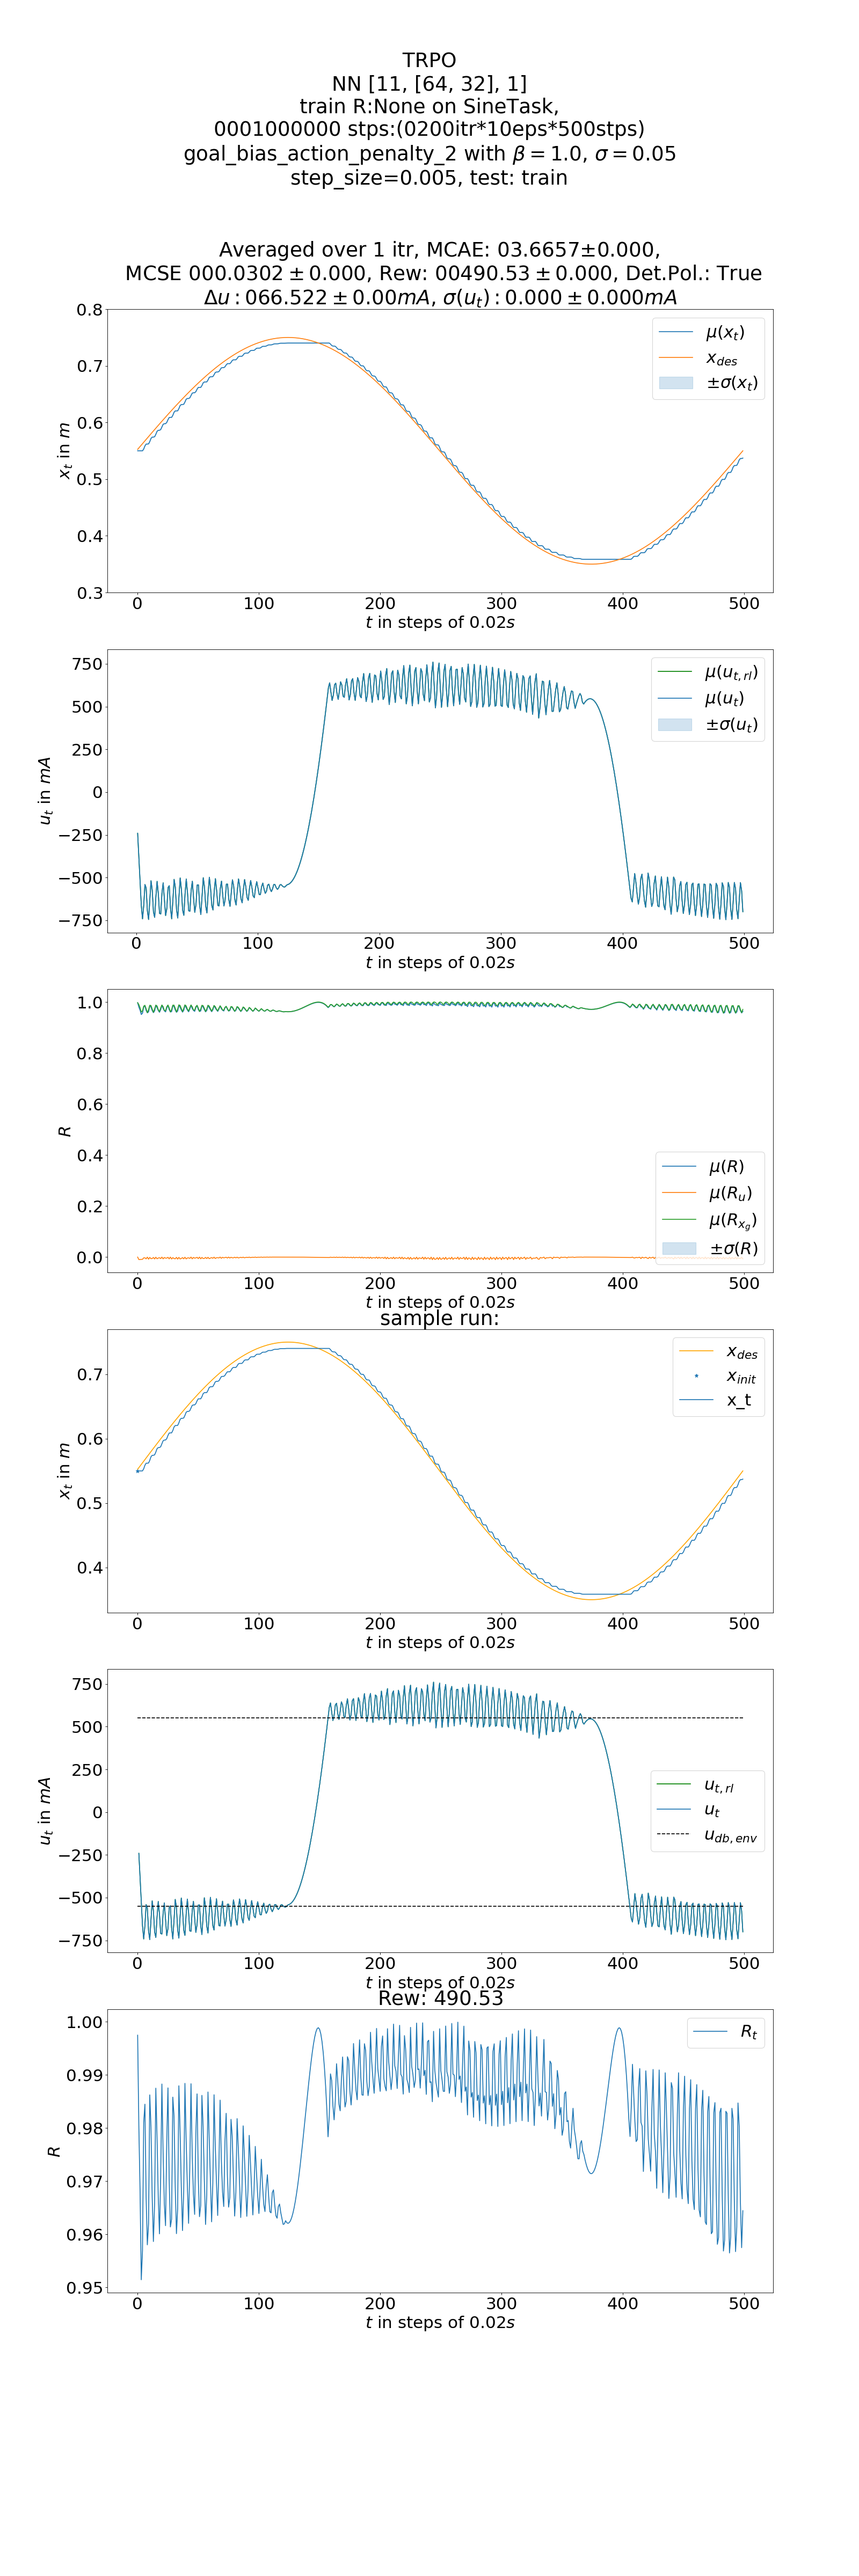 TRPO
NN [11, [64, 32], 1]
train R:None on SineTask,
0001000000 stps:(0200itr*10eps*500stps)
goal_bias_action_penalty_2 with β = 1.0, σ = 0.05
step_size=0.005, test: train
Averaged over 1 itr, MCAE: 03.6657±0.000,
MCSE 000.0302 ± 0.000, Rew: 00490.53 ± 0.000, Det.Pol.: True
Δu : 066.522 ± 0.00mA, σ(u_t) : 0.000 ± 0.000mA
0.8
0.7
0.6
0.5
0.4
0.3
x_t in m
μ(x_t)
x_des
±σ(x_t)
0 100 200 300 400 500
t in steps of 0.02s
750
500
250
0
−250
−500
−750
u_t in mA
μ(u_{t,rl})
μ(u_t)
±σ(u_t)
0 100 200 300 400 500
t in steps of 0.02s
1.0
0.8
0.6
0.4
0.2
0.0
R
μ(R)
μ(R_u)
μ(R_{x_g})
±σ(R)
0 100 200 300 400 500
t in steps of 0.02s
sample run:
0.7
0.6
0.5
0.4
x_t in m
x_des
x_init
x_t
0 100 200 300 400 500
t in steps of 0.02s
750
500
250
0
−250
−500
−750
u_t in mA
u_{t,rl}
u_t
u_{db,env}
0 100 200 300 400 500
t in steps of 0.02s
Rew: 490.53
1.00
0.99
0.98
0.97
0.96
0.95
R
R_t
0 100 200 300 400 500
t in steps of 0.02s